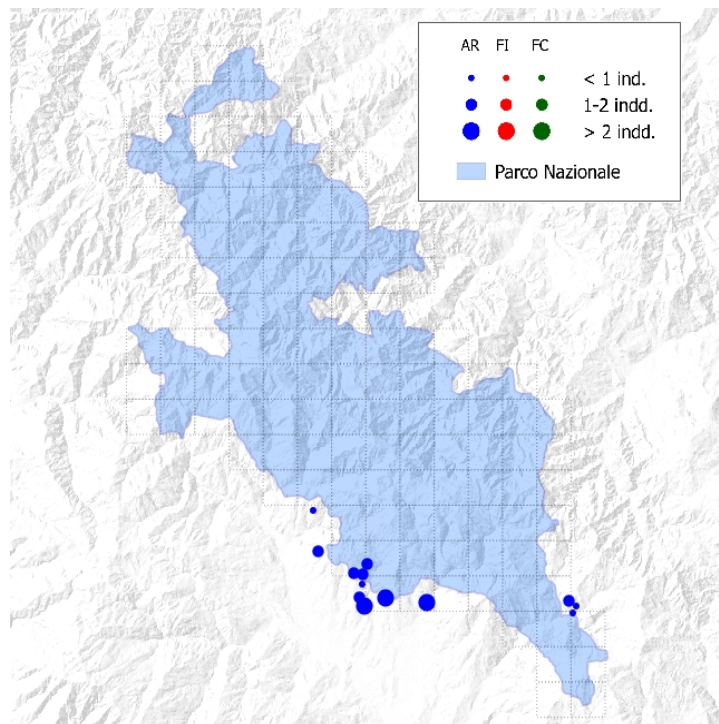 AR FI FC
< 1 ind.
1-2 indd.
> 2 indd.
Parco Nazionale